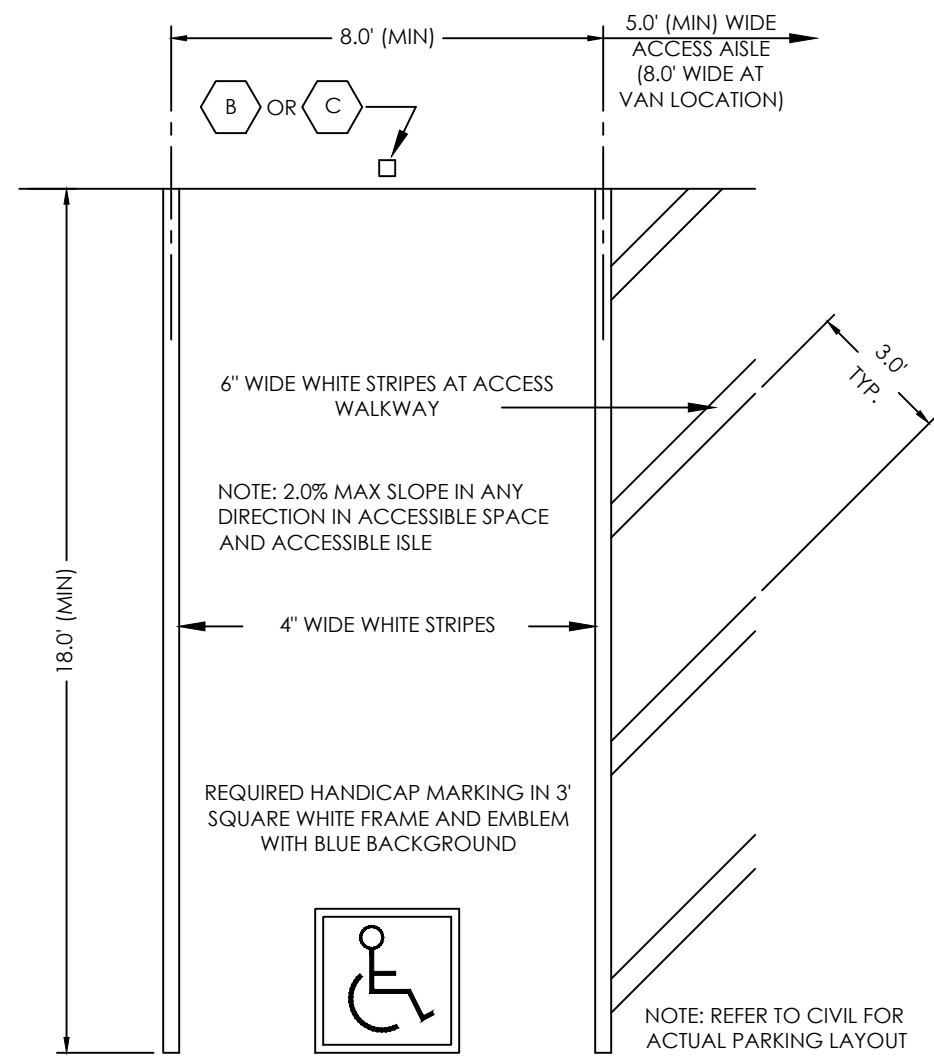 8.0' (MIN)
5.0' (MIN) WIDE
ACCESS AISLE
(8.0' WIDE AT
VAN LOCATION)
B OR C
3.0'
TYP.
6" WIDE WHITE STRIPES AT ACCESS
WALKWAY
NOTE: 2.0% MAX SLOPE IN ANY
DIRECTION IN ACCESSIBLE SPACE
AND ACCESSIBLE ISLE
18.0' (MIN)
4" WIDE WHITE STRIPES
REQUIRED HANDICAP MARKING IN 3'
SQUARE WHITE FRAME AND EMBLEM
WITH BLUE BACKGROUND
NOTE: REFER TO CIVIL FOR
ACTUAL PARKING LAYOUT